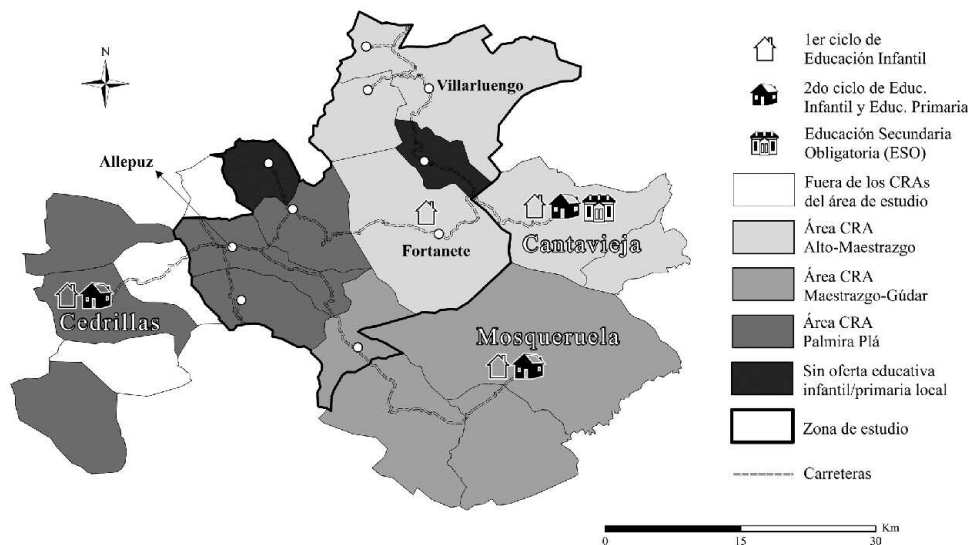 N
Villarluengo
Allepuz
Fortanete
Cantavieja
Cedrillas
Mosqueruela
1er ciclo de
Educación Infantil
2do ciclo de Educ.
Infantil y Educ. Primaria
Educación Secundaria
Obligatoria (ESO)
Fuera de los CRAs
del área de estudio
Área CRA
Alto-Maestrazgo
Área CRA
Maestrazgo-Gúdar
Área CRA
Palmira Plá
Sin oferta educativa
infantil/primaria local
Zona de estudio
Carreteras
Km
0 15 30